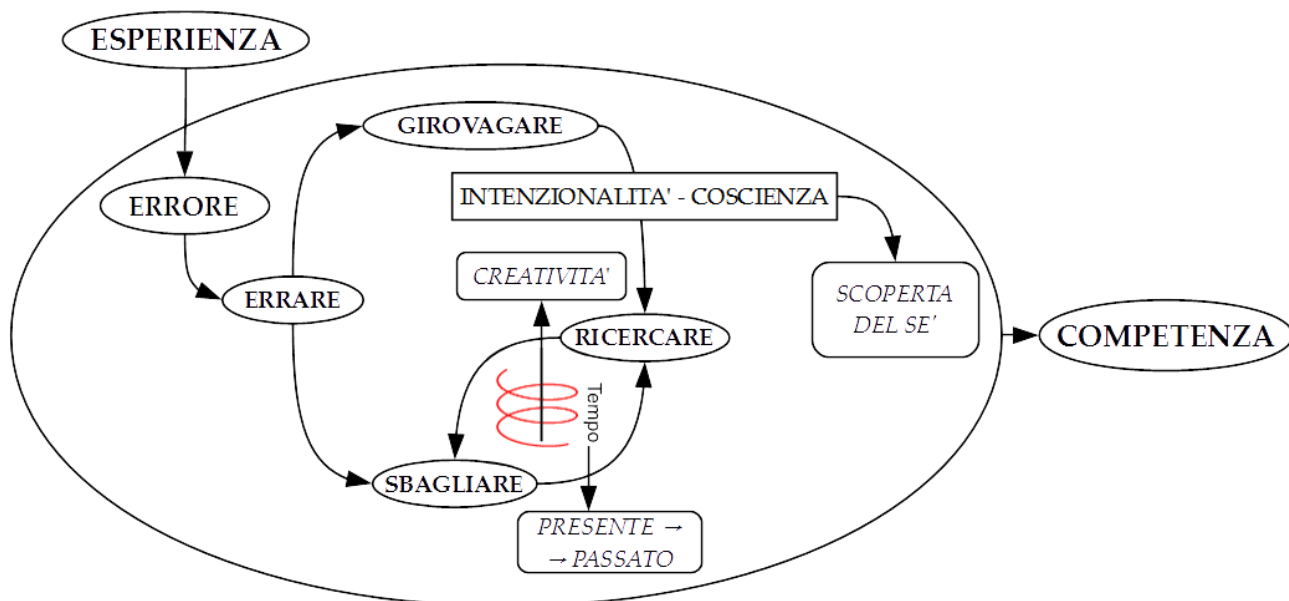 ESPERIENZA
GIROVAGARE
ERRORE
INTENZIONALITA' - COSCIENZA
CREATIVITA'
ERRARE
SCOPERTA
DEL SE'
RICERCARE
COMPETENZA
Tempo
SBAGLIARE
PRESENTE →
→ PASSATO